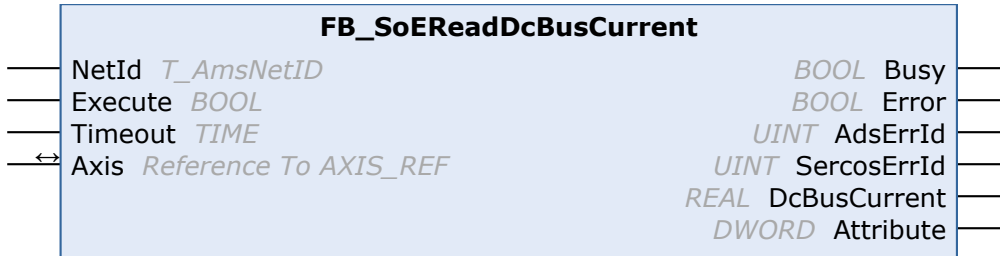 FB_SoEReadDcBusCurrent
NetId T_AmsNetID BOOL Busy
Execute BOOL BOOL Error
Timeout TIME UINT AdsErrId
↔ Axis Reference To AXIS_REF UINT SercosErrId
REAL DcBusCurrent
DWORD Attribute